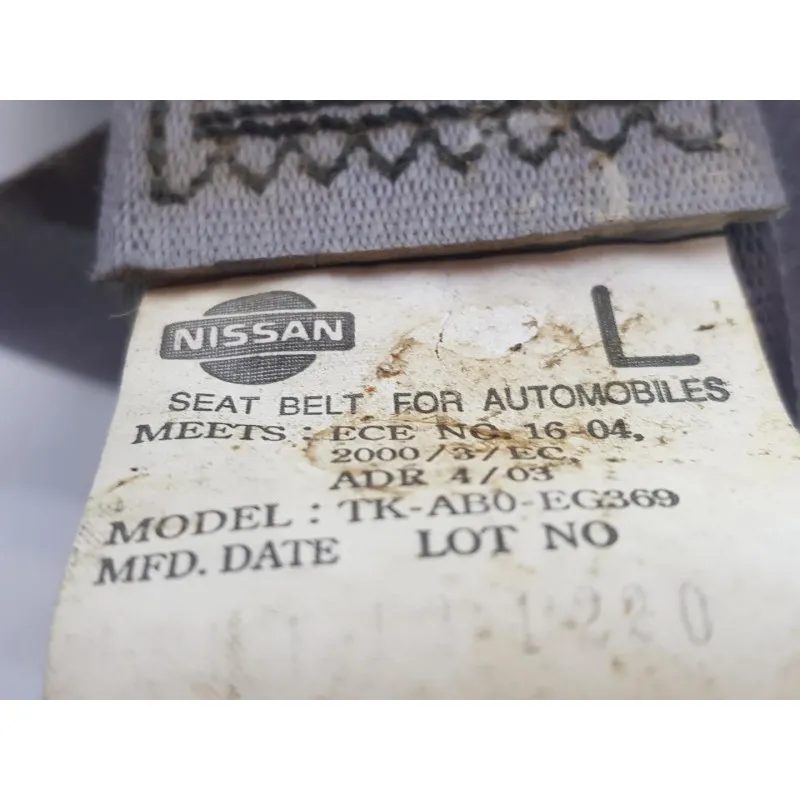 NISSAN
L
SEAT BELT FOR AUTOMOBILES
MEETS : ECE NO. 16-04,
2000/3/EC,
ADR 4/03
MODEL : TK-AB0-EG369
MFD. DATE LOT NO
1220